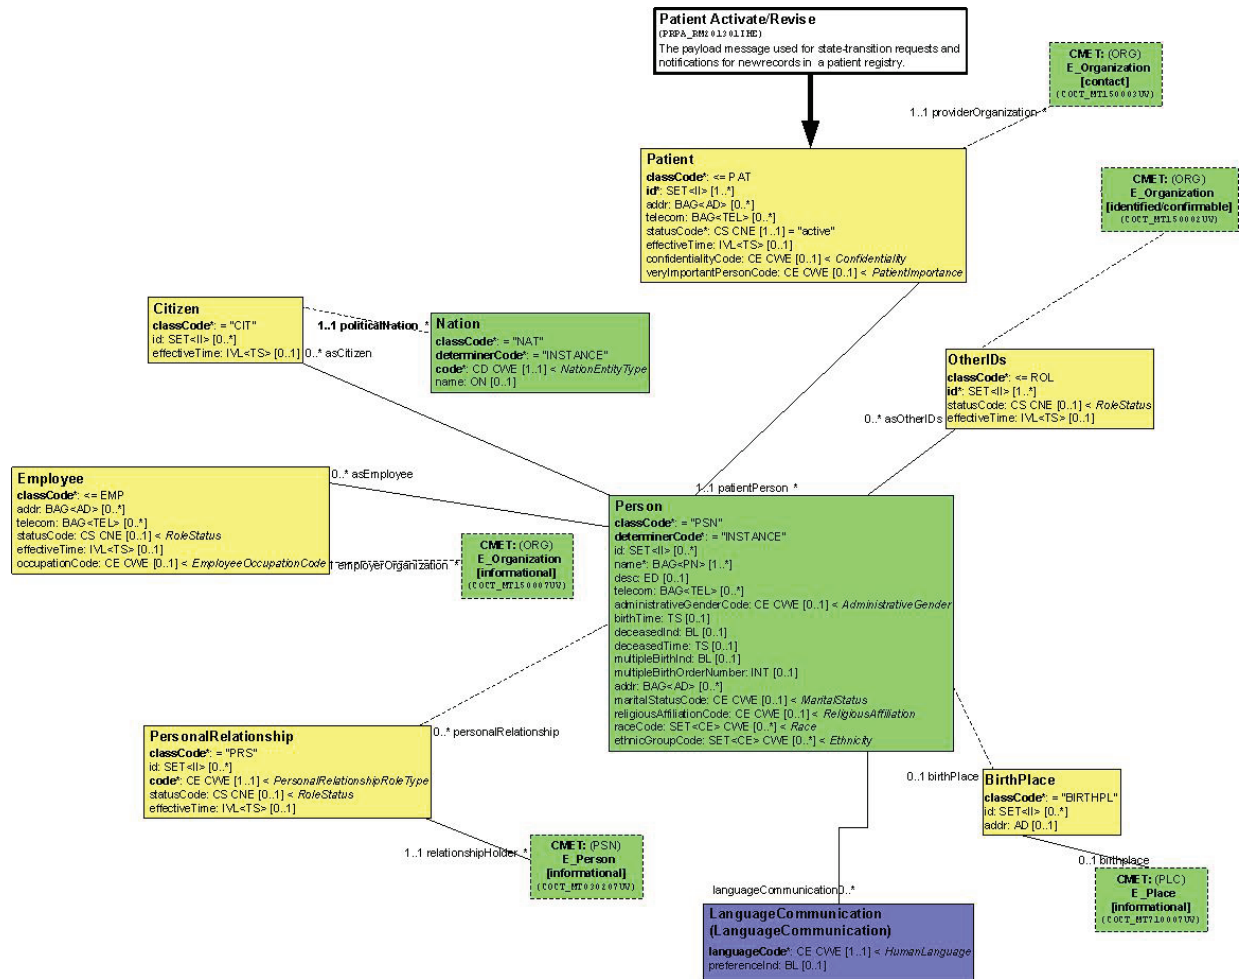 Patient Activate/Revise
(PRPA_RM201301IHE)
The payload message used for state-transition requests and
notifications for newrecords in a patient registry.
CMET: (ORG)
E_Organization
[contact]
(COCT_MT150003UV)
1..1 providerOrganization *
Patient
classCode*: <= PAT
id*: SET<II> [1..*]
addr: BAG<AD> [0..*]
telecom: BAG<TEL> [0..*]
statusCode*: CS CNE [1..1] = "active"
effectiveTime: IVL<TS> [0..1]
confidentialityCode: CE CWE [0..1] < Confidentiality
veryImportantPersonCode: CE CWE [0..1] < PatientImportance
CMET: (ORG)
E_Organization
[identified/confirmable]
(COCT_MT150002UV)
Citizen
classCode*: = "CIT"
id: SET<II> [0..*]
effectiveTime: IVL<TS> [0..1]
1..1 politicalNation *
0..* asCitizen
Nation
classCode*: = "NAT"
determinerCode*: = "INSTANCE"
code*: CD CWE [1..1] < NationEntityType
name: ON [0..1]
OtherIDs
classCode*: <= ROL
id*: SET<II> [1..*]
statusCode: CS CNE [0..1] < RoleStatus
effectiveTime: IVL<TS> [0..1]
0..* asOtherIDs
Employee
classCode*: <= EMP
addr: BAG<AD> [0..*]
telecom: BAG<TEL> [0..*]
statusCode: CS CNE [0..1] < RoleStatus
effectiveTime: IVL<TS> [0..1]
occupationCode: CE CWE [0..1] < EmployeeOccupationCode
0..* asEmployee
employerOrganization *
CMET: (ORG)
E_Organization
[informational]
(COCT_MT150007UV)
1..1 patientPerson *
Person
classCode*: = "PSN"
determinerCode*: = "INSTANCE"
id: SET<II> [0..*]
name*: BAG<PN> [1..*]
desc: ED [0..1]
telecom: BAG<TEL> [0..*]
administrativeGenderCode: CE CWE [0..1] < AdministrativeGender
birthTime: TS [0..1]
deceasedInd: BL [0..1]
deceasedTime: TS [0..1]
multipleBirthInd: BL [0..1]
multipleBirthOrderNumber: INT [0..1]
addr: BAG<AD> [0..*]
maritalStatusCode: CE CWE [0..1] < MaritalStatus
religiousAffiliationCode: CE CWE [0..1] < ReligiousAffiliation
raceCode: SET<CE> CWE [0..*] < Race
ethnicGroupCode: SET<CE> CWE [0..*] < Ethnicity
PersonalRelationship
classCode*: = "PRS"
id: SET<II> [0..*]
code*: CE CWE [1..1] < PersonalRelationshipRoleType
statusCode: CS CNE [0..1] < RoleStatus
effectiveTime: IVL<TS> [0..1]
0..* personalRelationship
1..1 relationshipHolder *
CMET: (PSN)
E_Person
[informational]
(COCT_MT030207UV)
0..1 birthPlace
BirthPlace
classCode*: = "BIRTHPL"
id: SET<II> [0..*]
addr: AD [0..1]
0..1 birthplace
CMET: (PLC)
E_Place
[informational]
(COCT_MT710007UV)
languageCommunication0..*
LanguageCommunication
(LanguageCommunication)
languageCode*: CE CWE [1..1] < HumanLanguage
preferenceInd: BL [0..1]